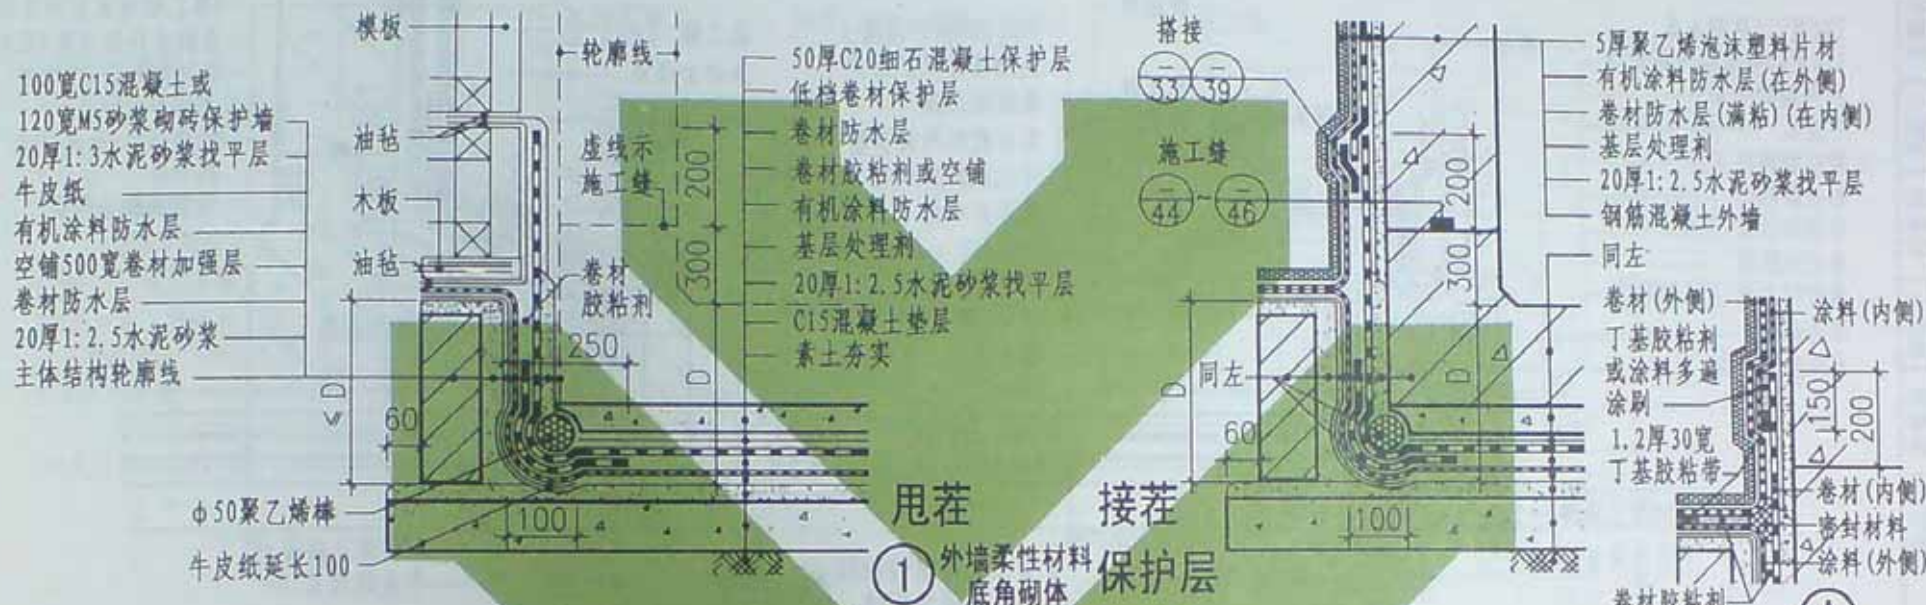 100宽C15混凝土或
120宽M5砂浆砌砖保护墙
20厚1:3水泥砂浆找平层
牛皮纸
有机涂料防水层
空铺500宽卷材加强层
卷材防水层
20厚1:2.5水泥砂浆
主体结构轮廓线
模板
油毡
木板
油毡
轮廓线
虚线示
施工缝
卷材
胶粘剂
200
300
250
D
≤D
60
100
φ50聚乙烯棒
牛皮纸延长100
50厚C20细石混凝土保护层
低档卷材保护层
卷材防水层
卷材胶粘剂或空铺
有机涂料防水层
基层处理剂
20厚1:2.5水泥砂浆找平层
C15混凝土垫层
素土夯实
甩茬
接茬
1
外墙柔性材料
底角砌体
保护层
搭接
–
33
–
39
施工缝
–
44
~
–
46
200
300
D
D
同左
60
100
5厚聚乙烯泡沫塑料片材
有机涂料防水层(在外侧)
卷材防水层(满粘)(在内侧)
基层处理剂
20厚1:2.5水泥砂浆找平层
钢筋混凝土外墙
同左
卷材(外侧)
丁基胶粘剂
或涂料多遍
涂刷
1.2厚30宽
丁基胶粘带
涂料(内侧)
150
200
卷材(内侧)
密封材料
涂料(外侧)
卷材胶粘剂